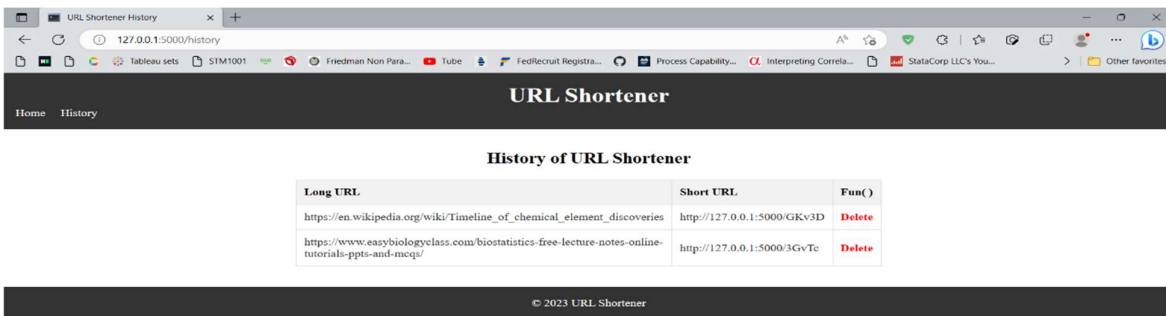 URL Shortener History
127.0.0.1:5000/history
Tableau sets STM1001 Friedman Non Para... Tube FedRecruit Registra... Process Capability... Interpreting Correla... StataCorp LLC's You... Other favorites
URL Shortener
Home History
History of URL Shortener
Long URL Short URL Fun( )
https://en.wikipedia.org/wiki/Timeline_of_chemical_element_discoveries http://127.0.0.1:5000/GKv3D Delete
https://www.easybiologyclass.com/biostatistics-free-lecture-notes-online-
tutorials-ppts-and-mcqs/ http://127.0.0.1:5000/3GvTc Delete
© 2023 URL Shortener